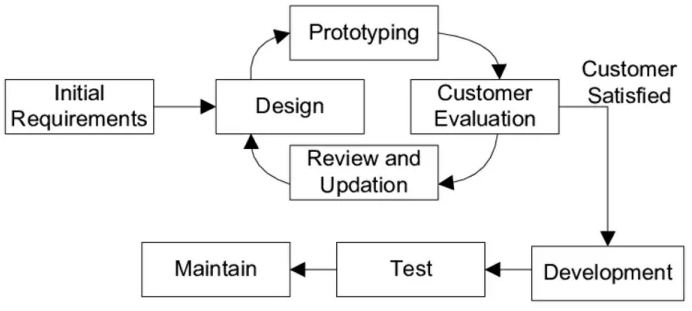 Prototyping
Customer
Satisfied
Initial
Requirements
Design
Customer
Evaluation
Review and
Updation
Maintain
Test
Development